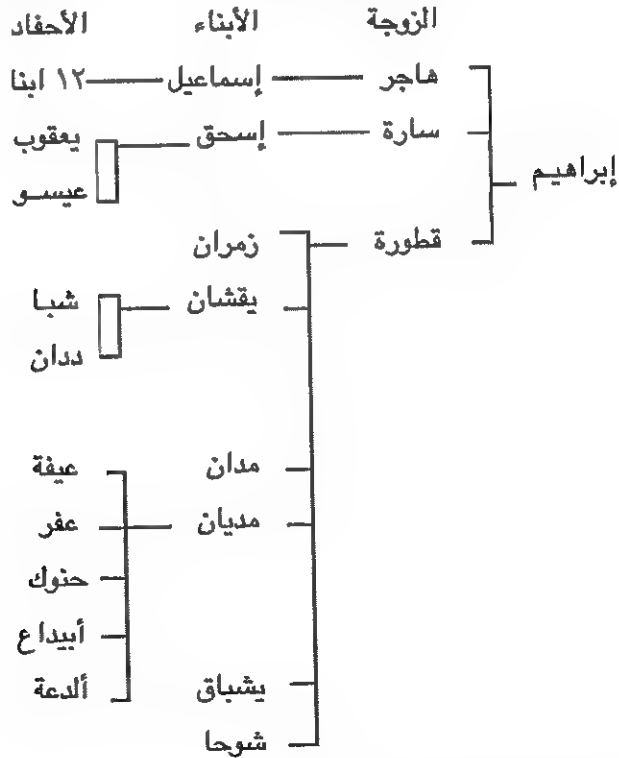 الزوجة الأبناء الأحفاد
هاجر إسماعيل ١٢ ابنا
سارة إسحق يعقوب
إبراهيم
عيسو
قطورة زمران
يقشان شبا
ددان
مدان عيفة
مديان عفر
حنوك
أبيداع
يشباق ألدعة
شوحا